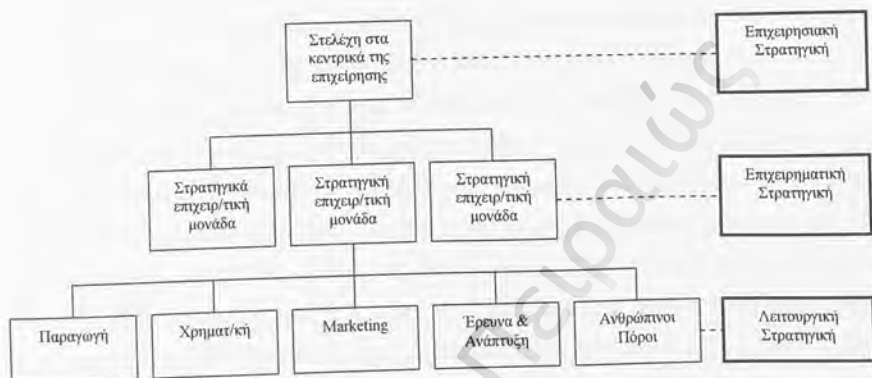 Στελέχη στα
κεντρικά της
επιχείρησης
Επιχειρησιακή
Στρατηγική
Στρατηγικά
επιχειρ/τική
μονάδα
Στρατηγική
επιχειρ/τική
μονάδα
Στρατηγική
επιχειρ/τική
μονάδα
Επιχειρηματική
Στρατηγική
Παραγωγή
Χρηματ/κή
Marketing
Έρευνα &
Ανάπτυξη
Ανθρώπινοι
Πόροι
Λειτουργική
Στρατηγική
Πειραιώς